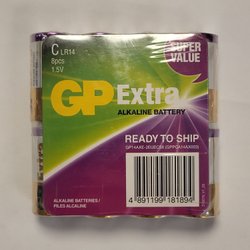 C LR14
8pcs
1.5V
SUPER
VALUE
GP Extra
ALKALINE BATTERY
READY TO SHIP
ALKALINE BATTERIES /
PILES ALCALINE
4 891199 181894